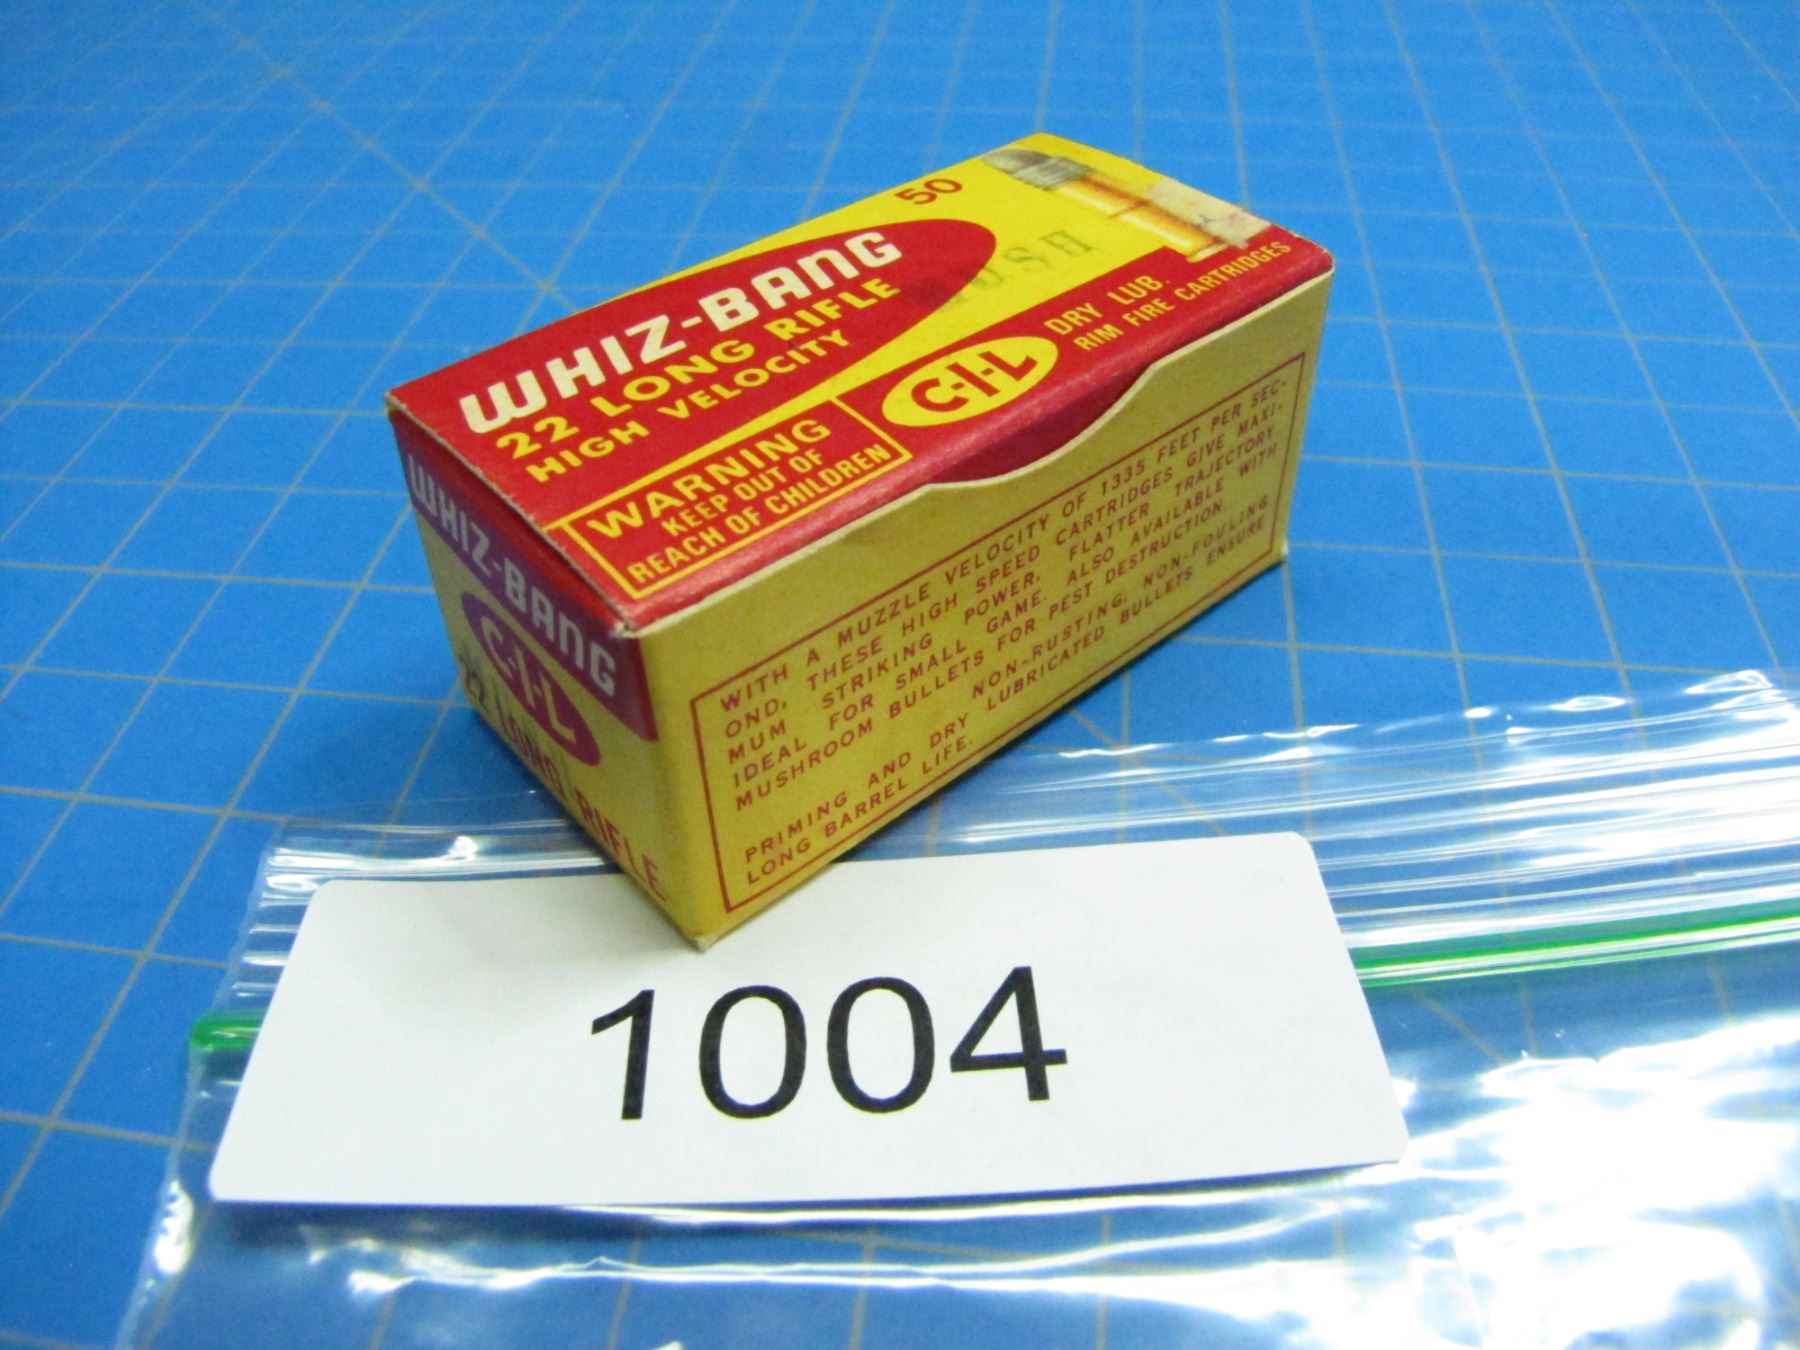 50
WHIZ-BANG
22 LONG RIFLE
HIGH VELOCITY
WARNING
KEEP OUT OF
REACH OF CHILDREN
C-I-L
DRY LUB.
RIM FIRE CARTRIDGES
WHIZ-BANG
C-I-L
22 LONG RIFLE
WITH A MUZZLE VELOCITY OF 1335 FEET PER SEC-
OND, THESE HIGH SPEED CARTRIDGES GIVE MAXI-
MUM STRIKING POWER, FLATTER TRAJECTORY.
IDEAL FOR SMALL GAME. ALSO AVAILABLE WITH
MUSHROOM BULLETS FOR PEST DESTRUCTION.
NON-RUSTING, NON-FOULING
PRIMING AND DRY LUBRICATED BULLETS ENSURE
LONG BARREL LIFE.
1004